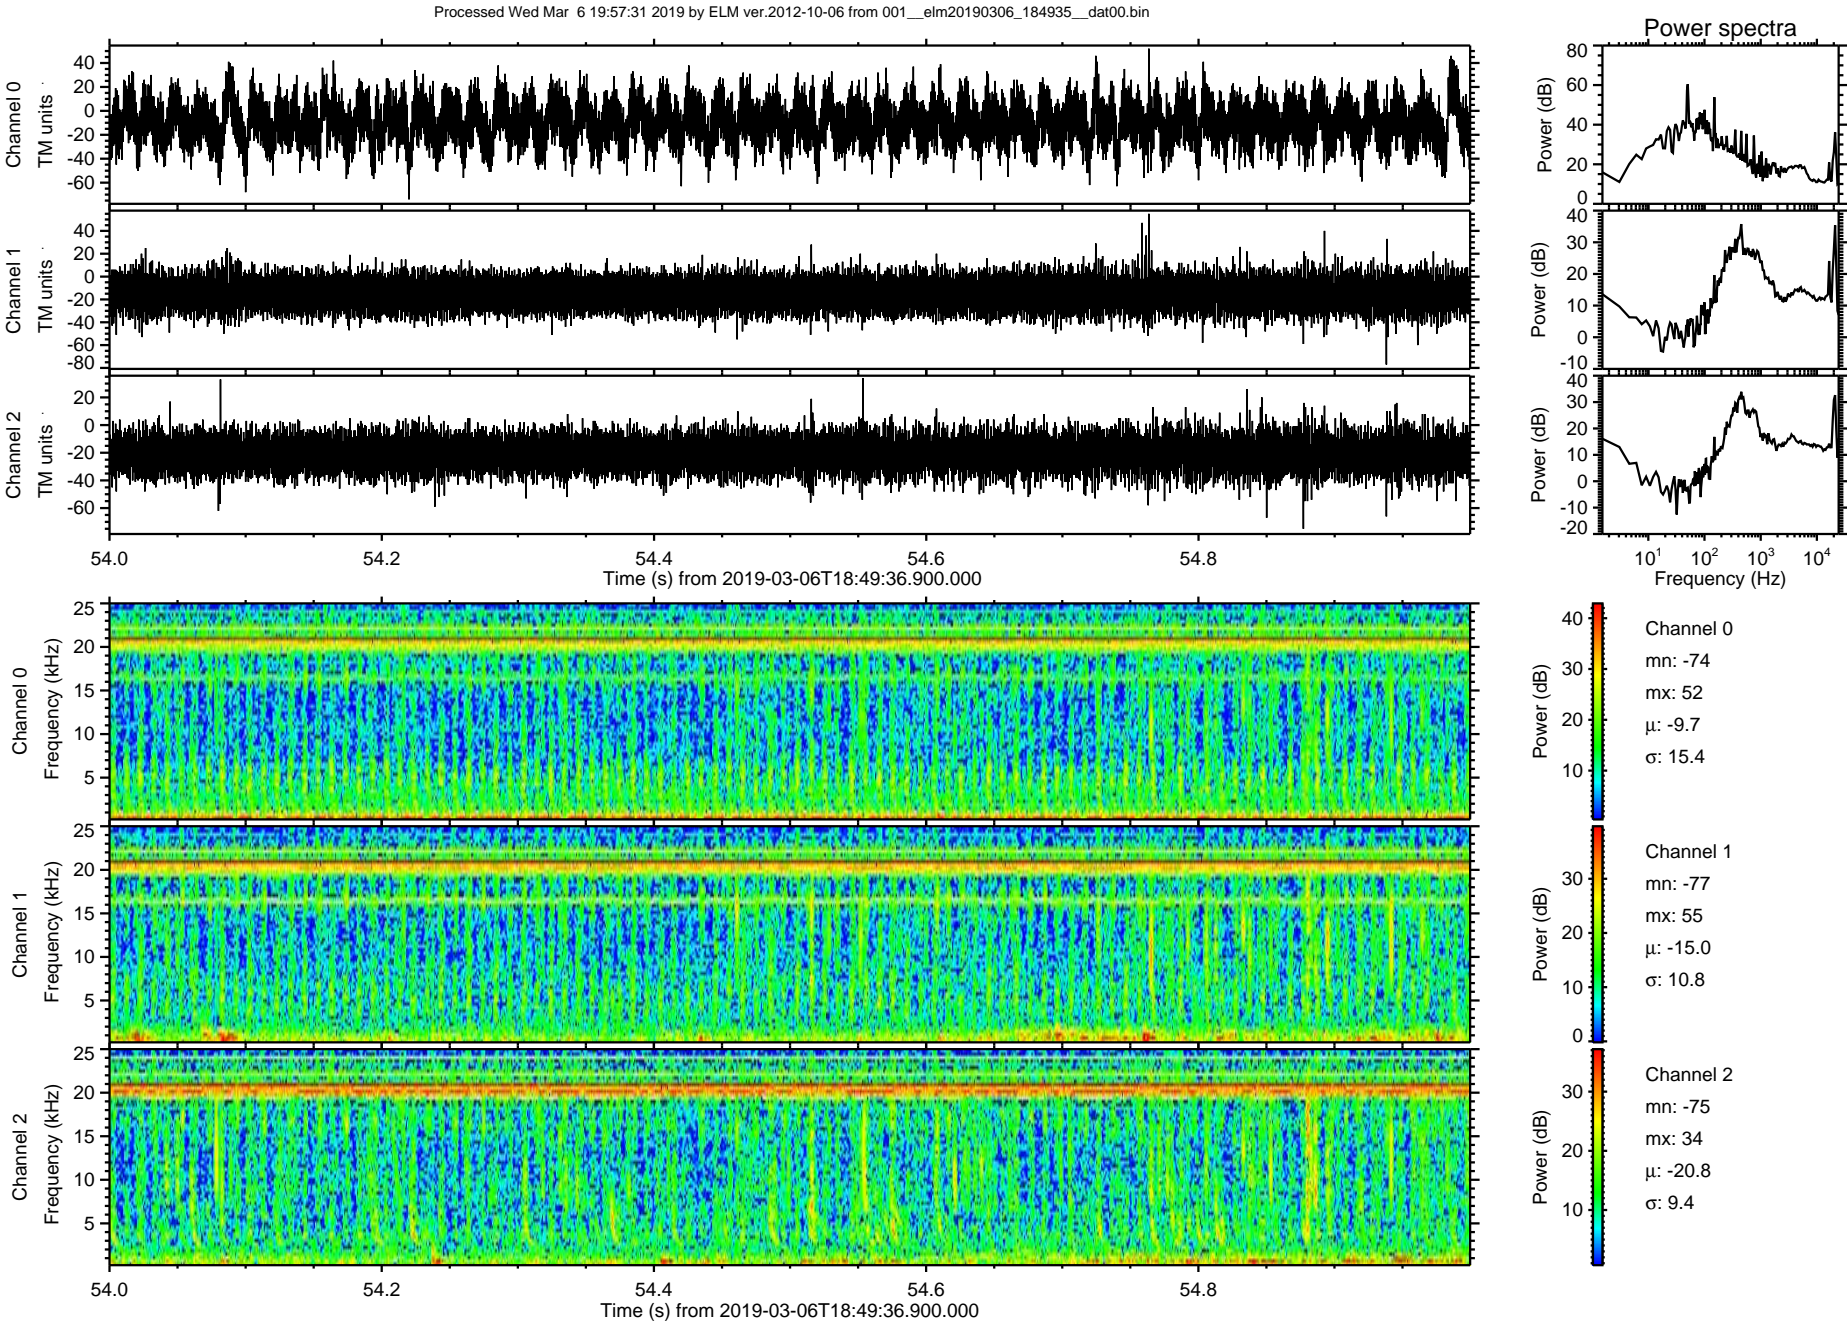 Processed Wed Mar  6 19:57:31 2019 by ELM ver.2012-10-06 from 001__elm20190306_184935__dat00.bin
Power spectra
Channel 0
TM units
40
20
0
-20
-40
-60
Power (dB)
80
60
40
20
0
Channel 1
TM units
40
20
0
-20
-40
-60
-80
Power (dB)
40
30
20
10
0
-10
Channel 2
TM units
20
0
-20
-40
-60
Power (dB)
40
30
20
10
0
-10
-20
54.0 54.2 54.4 54.6 54.8
Time (s) from 2019-03-06T18:49:36.900.000
10¹ 10² 10³ 10⁴
Frequency (Hz)
Channel 0
Frequency (kHz)
25
20
15
10
5
Power (dB)
40
30
20
10
Channel 0
mn: -74
mx: 52
μ: -9.7
σ: 15.4
Channel 1
Frequency (kHz)
25
20
15
10
5
Power (dB)
30
20
10
0
Channel 1
mn: -77
mx: 55
μ: -15.0
σ: 10.8
Channel 2
Frequency (kHz)
25
20
15
10
5
Power (dB)
30
20
10
Channel 2
mn: -75
mx: 34
μ: -20.8
σ: 9.4
54.0 54.2 54.4 54.6 54.8
Time (s) from 2019-03-06T18:49:36.900.000